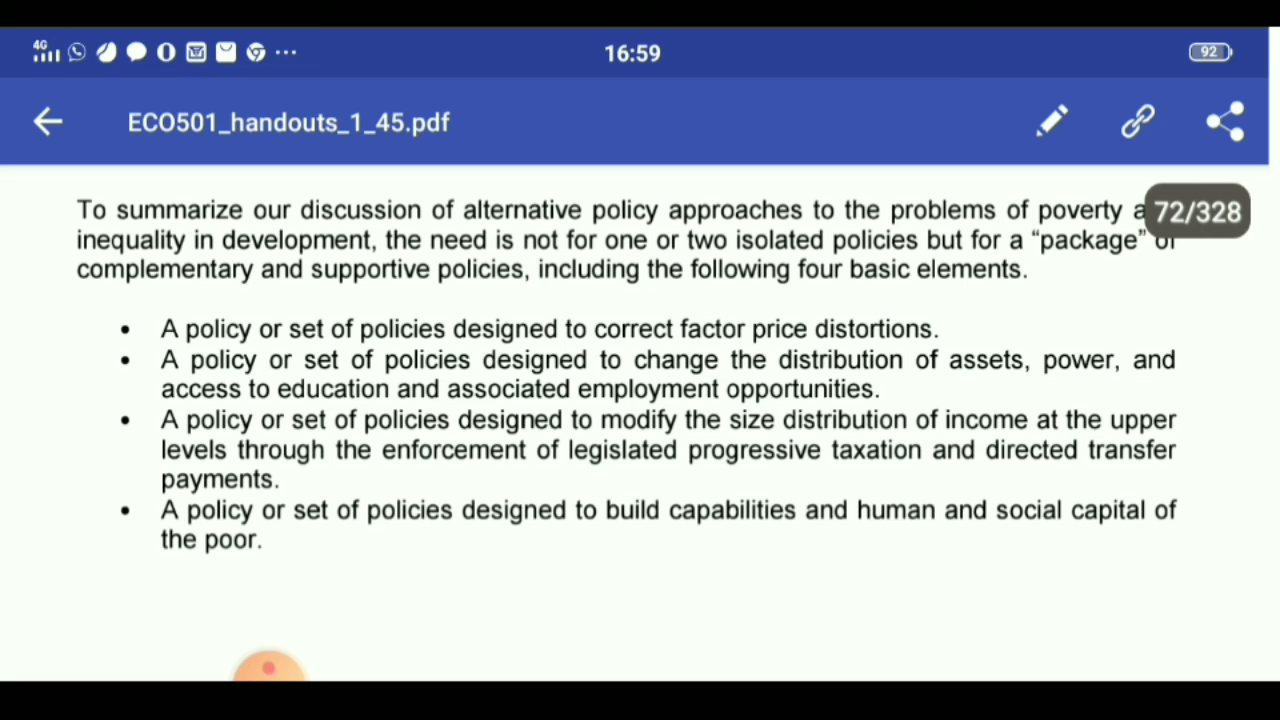 4G
16:59
92
ECO501_handouts_1_45.pdf
72/328
To summarize our discussion of alternative policy approaches to the problems of poverty a
inequality in development, the need is not for one or two isolated policies but for a “package” of
complementary and supportive policies, including the following four basic elements.
• A policy or set of policies designed to correct factor price distortions.
• A policy or set of policies designed to change the distribution of assets, power, and
access to education and associated employment opportunities.
• A policy or set of policies designed to modify the size distribution of income at the upper
levels through the enforcement of legislated progressive taxation and directed transfer
payments.
• A policy or set of policies designed to build capabilities and human and social capital of
the poor.